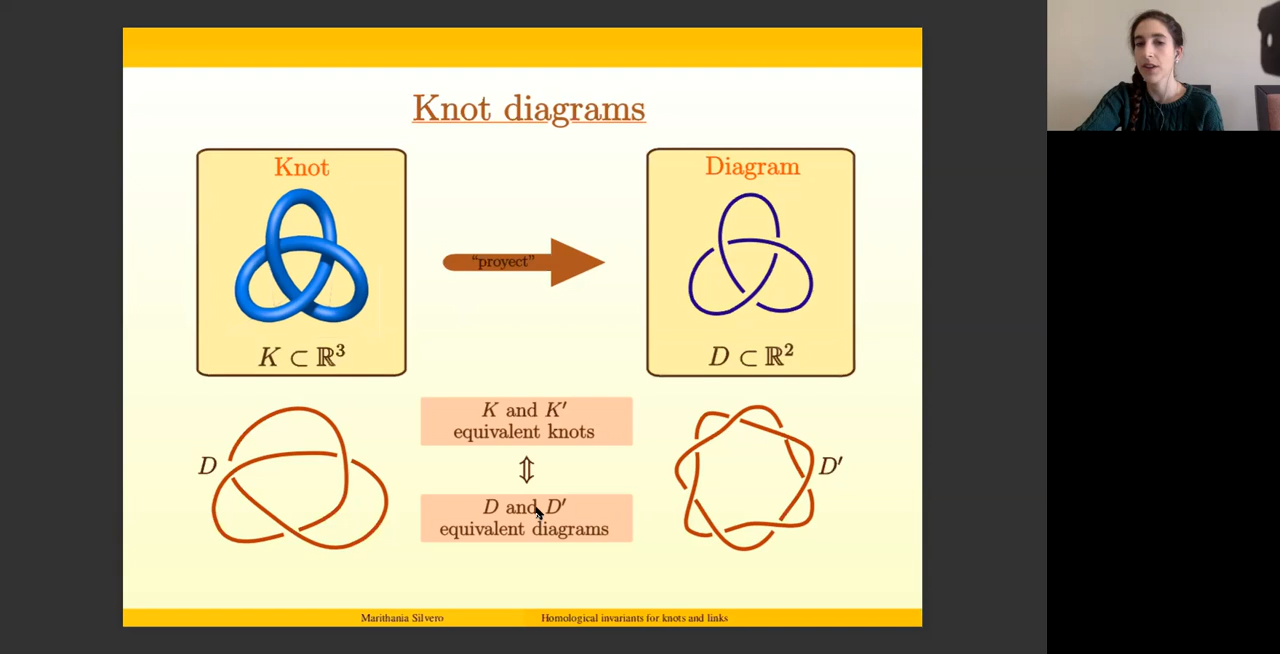 Knot diagrams
Knot
Diagram
“proyect”
K ⊂ ℝ³
D ⊂ ℝ²
D
K and K′
equivalent knots
⇕
D and D′
equivalent diagrams
D′
Marithania Silvero
Homological invariants for knots and links